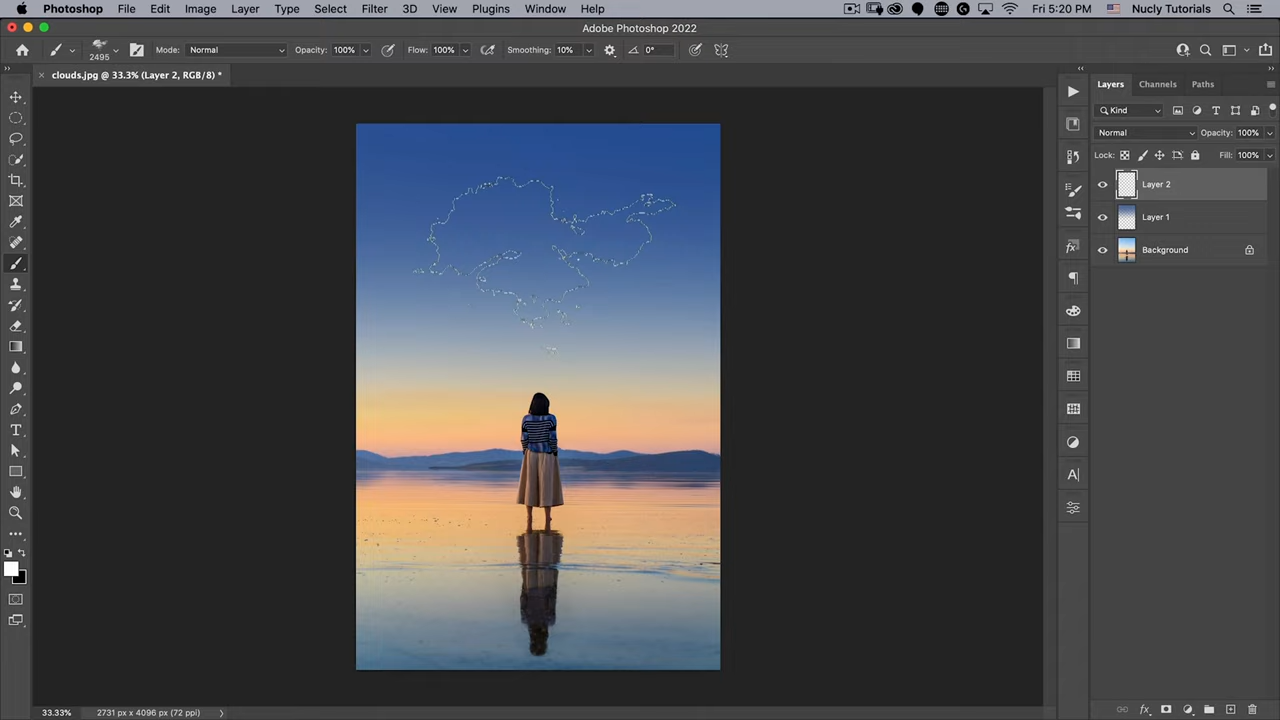 Photoshop File Edit Image Layer Type Select Filter 3D View Plugins Window Help Fri 5:20 PM Nucly Tutorials
Adobe Photoshop 2022
2495 Mode: Normal Opacity: 100% Flow: 100% Smoothing: 10% 0°
clouds.jpg @ 33.3% (Layer 2, RGB/8) *
Layers Channels Paths
Kind
Normal Opacity: 100%
Lock: Fill: 100%
Layer 2
Layer 1
Background
33.33% 2731 px x 4096 px (72 ppi)